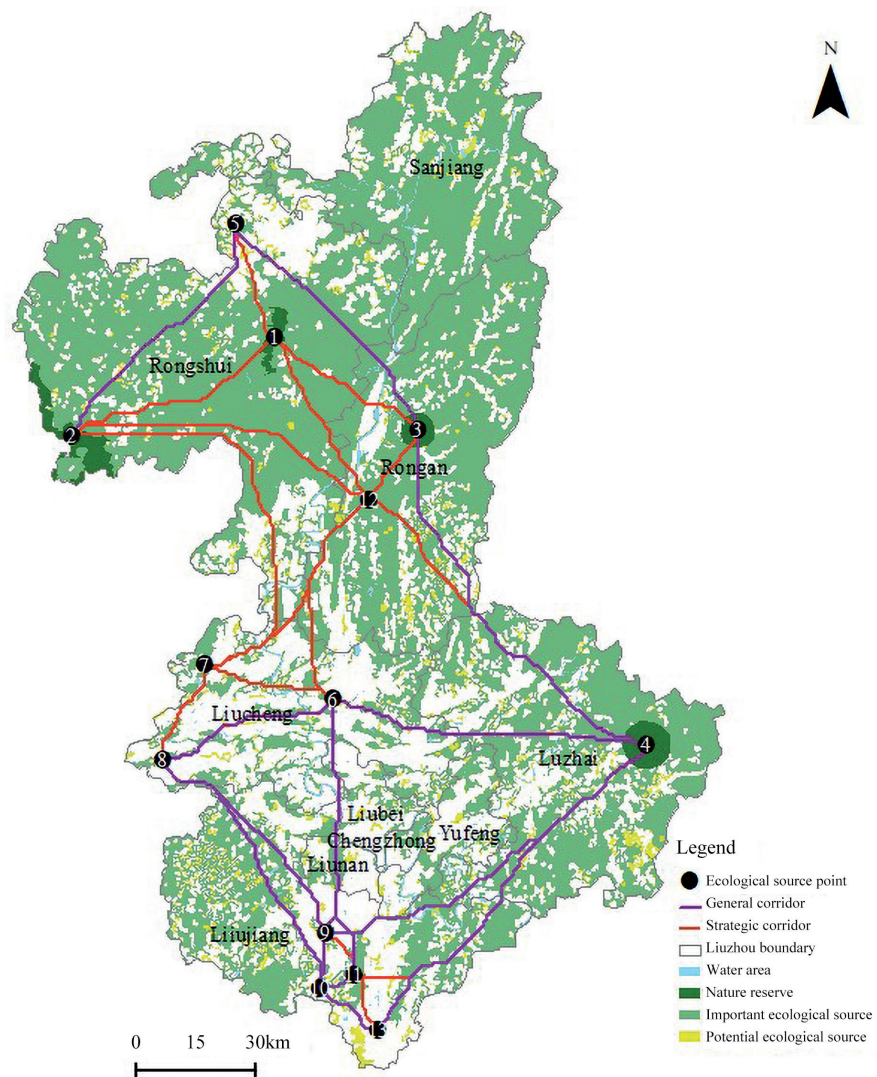 N
Sanjiang
5
1
Rongshui
2
3
Rongan
12
7
6
Liucheng
8
4
Luzhai
Liubei
Chengzhong
Yufeng
Liunan
9
Liiujiang
11
10
13
Legend
Ecological source point
General corridor
Strategic corridor
Liuzhou boundary
Water area
Nature reserve
Important ecological source
Potential ecological source
0 15 30km